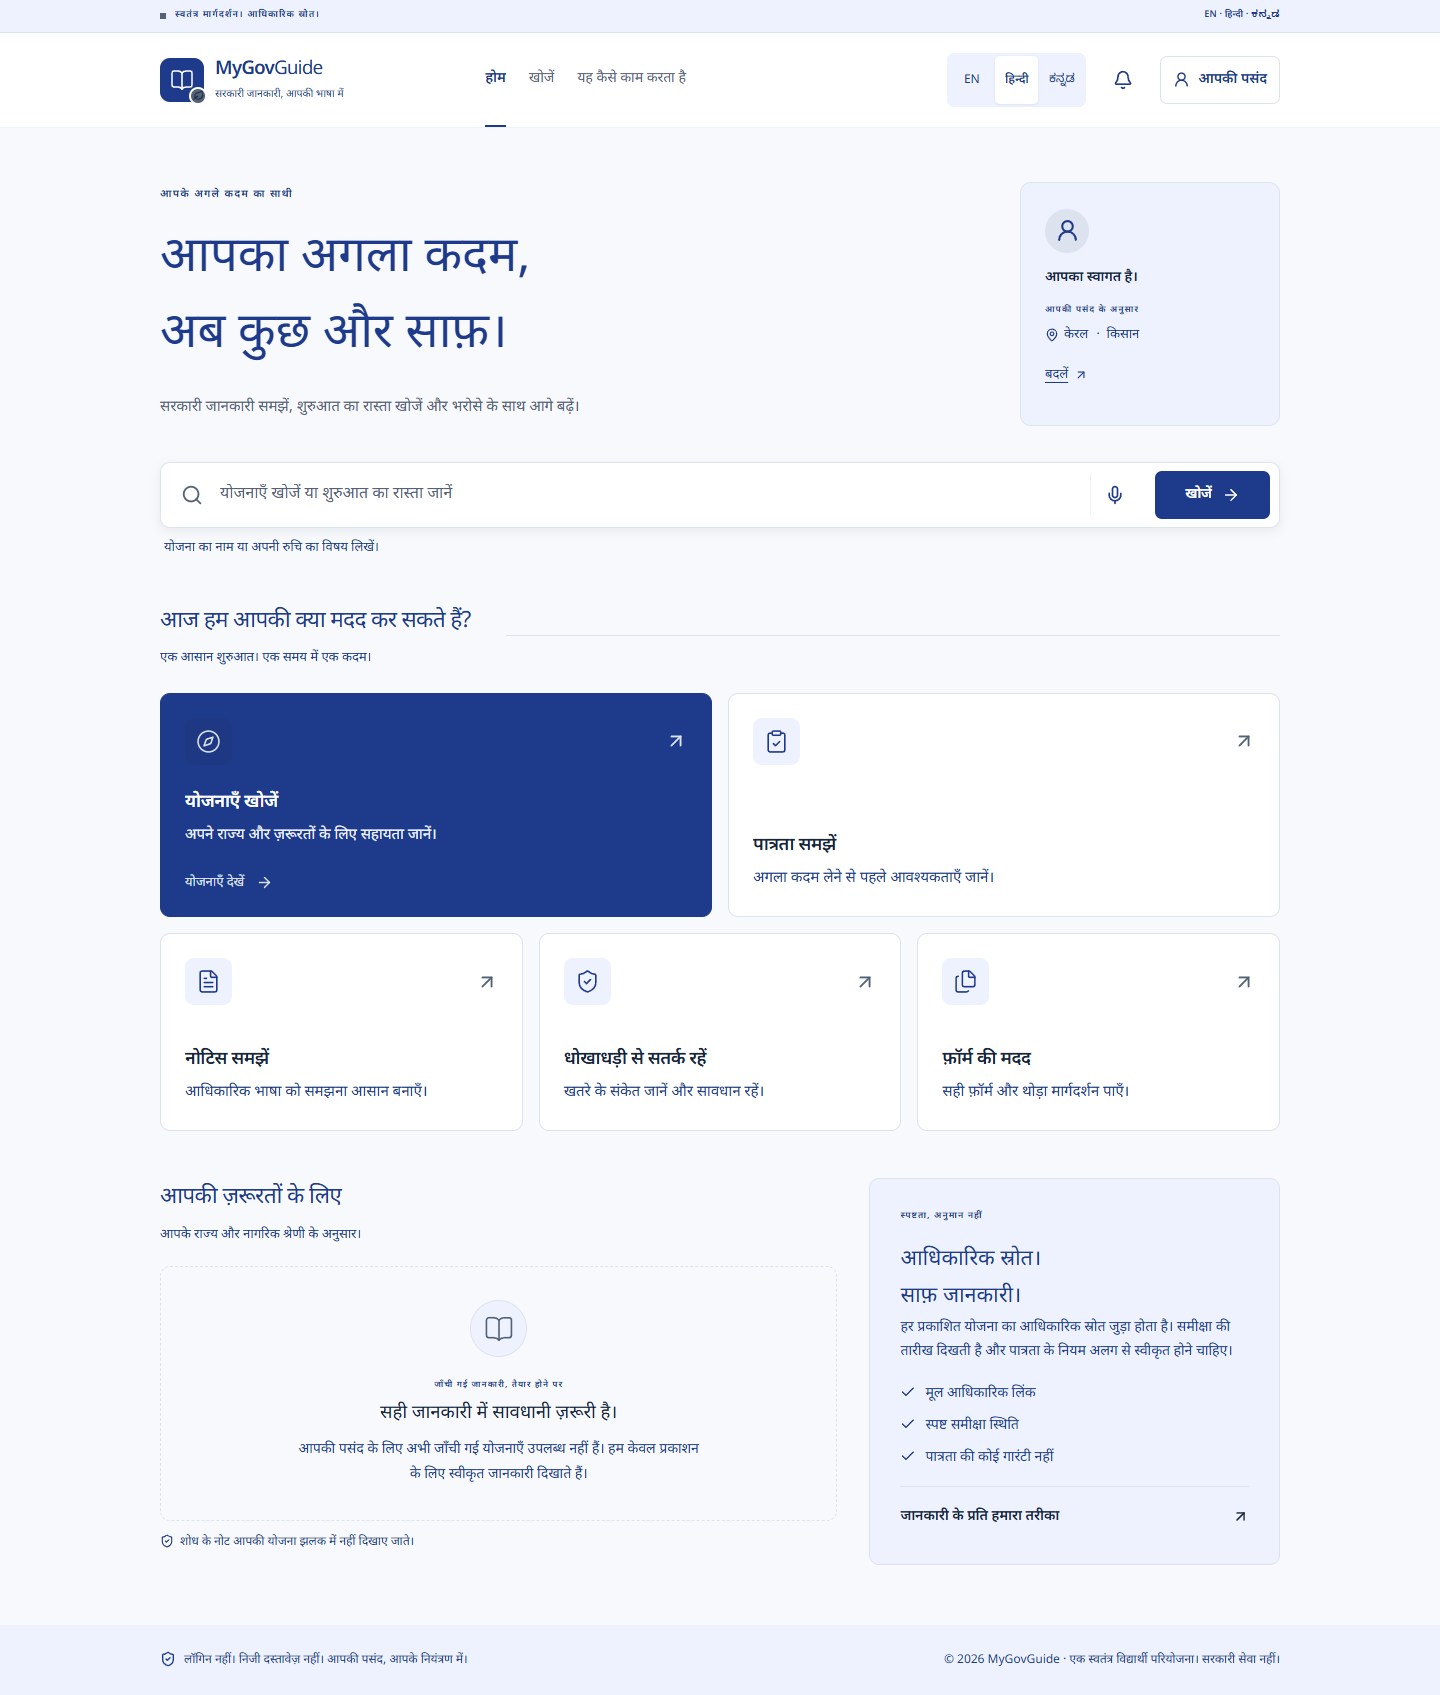 स्वतंत्र मार्गदर्शन। आधिकारिक स्रोत।
EN · हिन्दी · ಕನ್ನಡ
MyGovGuide
सरकारी जानकारी, आपकी भाषा में
होम
खोजें
यह कैसे काम करता है
EN
हिन्दी
ಕನ್ನಡ
आपकी पसंद
आपके अगले कदम का साथी
आपका अगला कदम,
अब कुछ और साफ़।
सरकारी जानकारी समझें, शुरुआत का रास्ता खोजें और भरोसे के साथ आगे बढ़ें।
आपका स्वागत है।
आपकी पसंद के अनुसार
केरल · किसान
बदलें
योजनाएँ खोजें या शुरुआत का रास्ता जानें
खोजें
योजना का नाम या अपनी रुचि का विषय लिखें।
आज हम आपकी क्या मदद कर सकते हैं?
एक आसान शुरुआत। एक समय में एक कदम।
योजनाएँ खोजें
अपने राज्य और ज़रूरतों के लिए सहायता जानें।
योजनाएँ देखें
पात्रता समझें
अगला कदम लेने से पहले आवश्यकताएँ जानें।
नोटिस समझें
आधिकारिक भाषा को समझना आसान बनाएँ।
धोखाधड़ी से सतर्क रहें
खतरे के संकेत जानें और सावधान रहें।
फ़ॉर्म की मदद
सही फ़ॉर्म और थोड़ा मार्गदर्शन पाएँ।
आपकी ज़रूरतों के लिए
आपके राज्य और नागरिक श्रेणी के अनुसार।
जाँची गई जानकारी, तैयार होने पर
सही जानकारी में सावधानी ज़रूरी है।
आपकी पसंद के लिए अभी जाँची गई योजनाएँ उपलब्ध नहीं हैं। हम केवल प्रकाशन
के लिए स्वीकृत जानकारी दिखाते हैं।
शोध के नोट आपकी योजना झलक में नहीं दिखाए जाते।
स्पष्टता, अनुमान नहीं
आधिकारिक स्रोत।
साफ़ जानकारी।
हर प्रकाशित योजना का आधिकारिक स्रोत जुड़ा होता है। समीक्षा की
तारीख दिखती है और पात्रता के नियम अलग से स्वीकृत होने चाहिए।
मूल आधिकारिक लिंक
स्पष्ट समीक्षा स्थिति
पात्रता की कोई गारंटी नहीं
जानकारी के प्रति हमारा तरीका
लॉगिन नहीं। निजी दस्तावेज़ नहीं। आपकी पसंद, आपके नियंत्रण में।
© 2026 MyGovGuide · एक स्वतंत्र विद्यार्थी परियोजना। सरकारी सेवा नहीं।